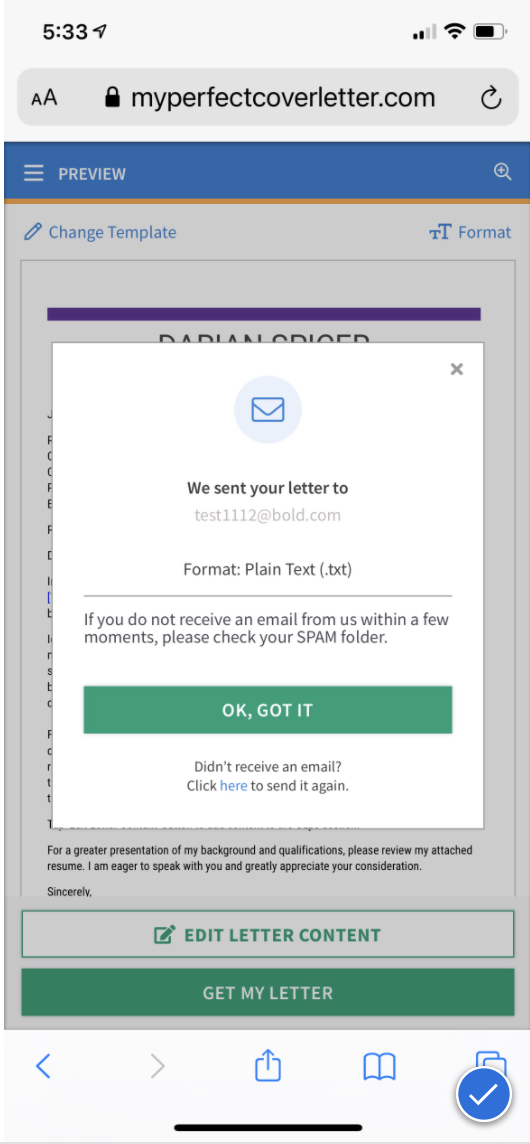 5:33
AA myperfectcoverletter.com
PREVIEW
Change Template
TT Format
DARIAN SPICER
We sent your letter to
test1112@bold.com
Format: Plain Text (.txt)
If you do not receive an email from us within a few
moments, please check your SPAM folder.
OK, GOT IT
Didn't receive an email?
Click here to send it again.
For a greater presentation of my background and qualifications, please review my attached
resume. I am eager to speak with you and greatly appreciate your consideration.
Sincerely,
EDIT LETTER CONTENT
GET MY LETTER